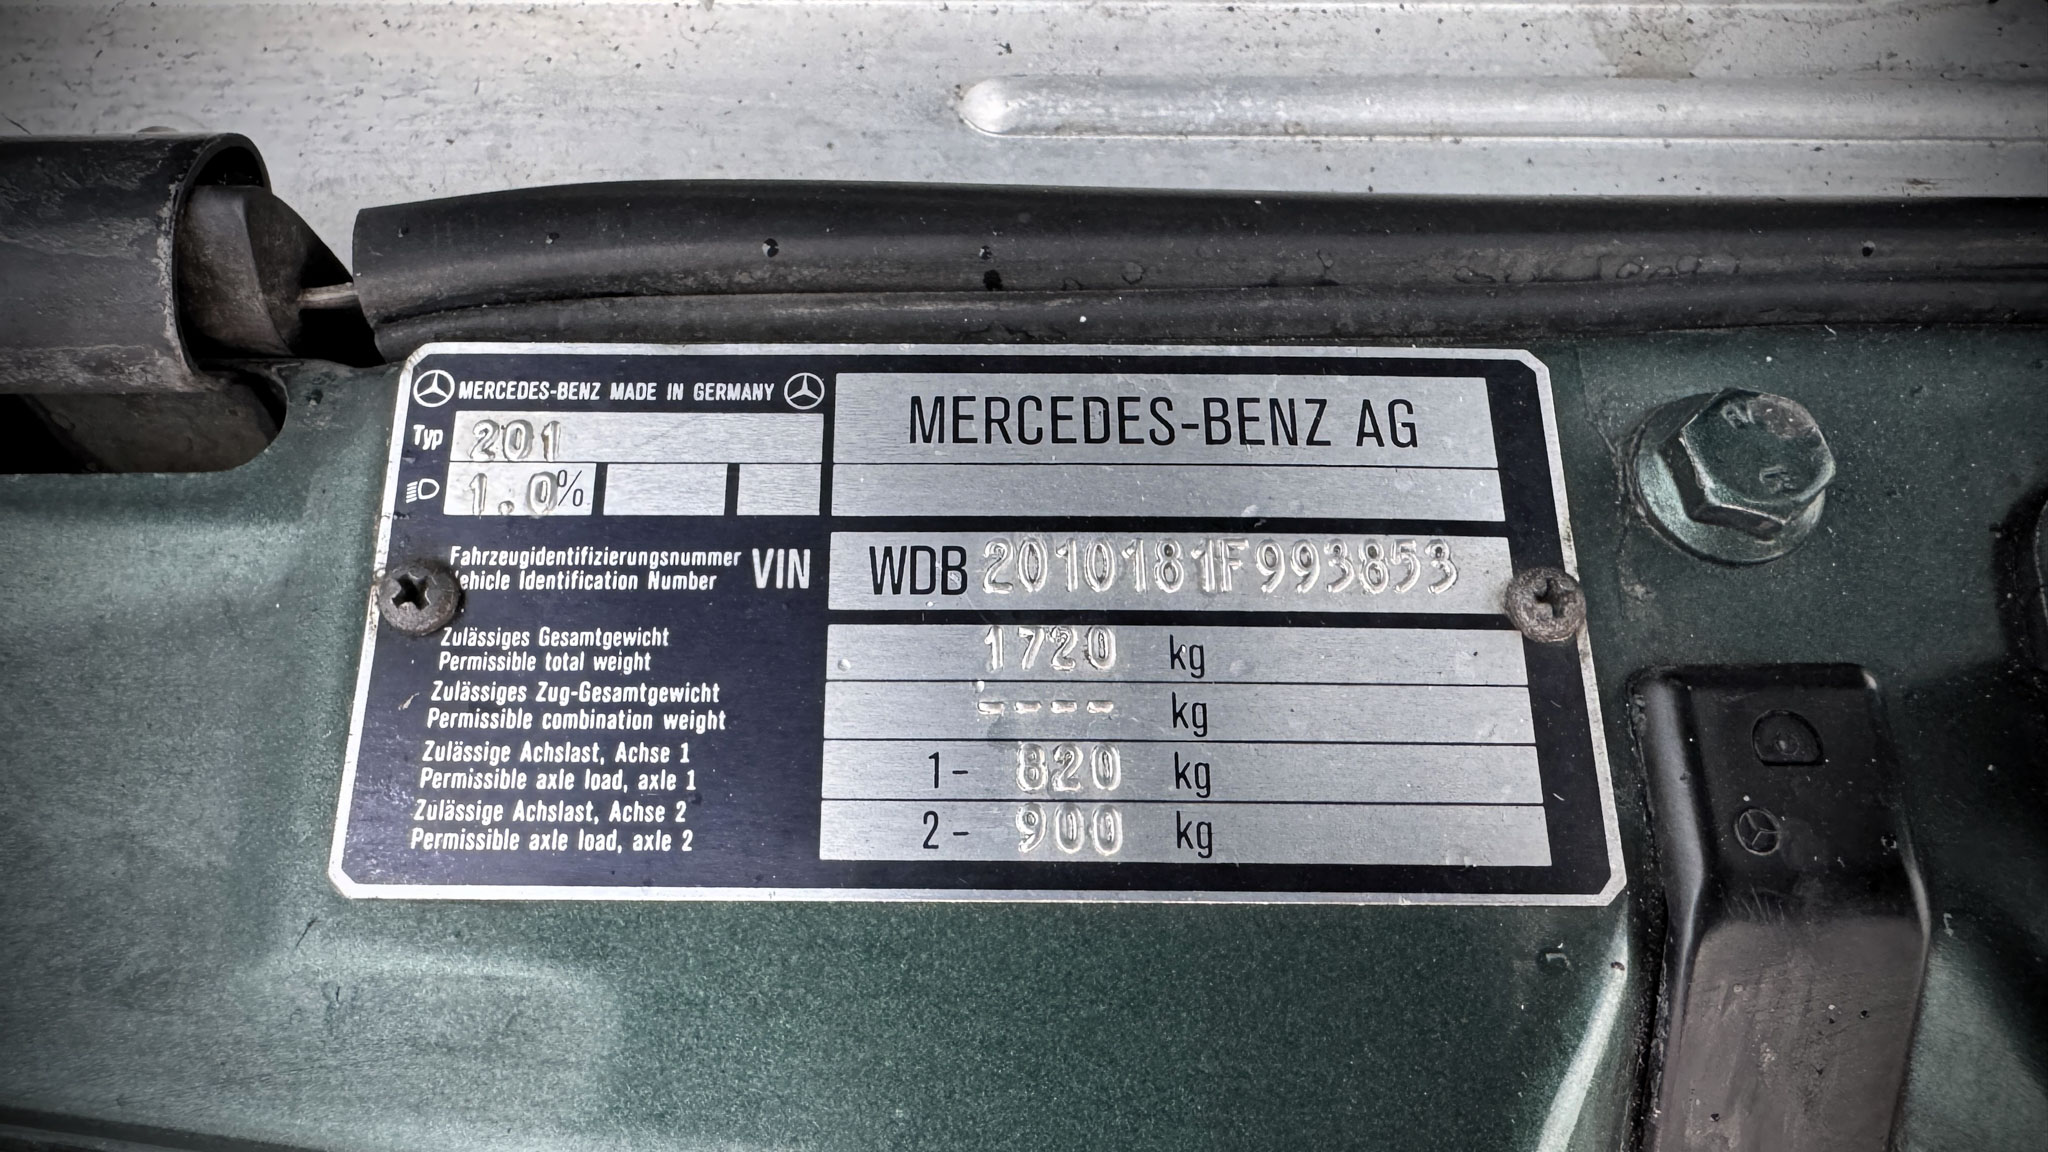 MERCEDES-BENZ MADE IN GERMANY
Typ 201
1.0%
MERCEDES-BENZ AG
Fahrzeugidentifizierungsnummer
Vehicle Identification Number
VIN
WDB 2010181F993853
Zulässiges Gesamtgewicht
Permissible total weight
1720 kg
Zulässiges Zug-Gesamtgewicht
Permissible combination weight
---- kg
Zulässige Achslast, Achse 1
Permissible axle load, axle 1
1- 820 kg
Zulässige Achslast, Achse 2
Permissible axle load, axle 2
2- 900 kg